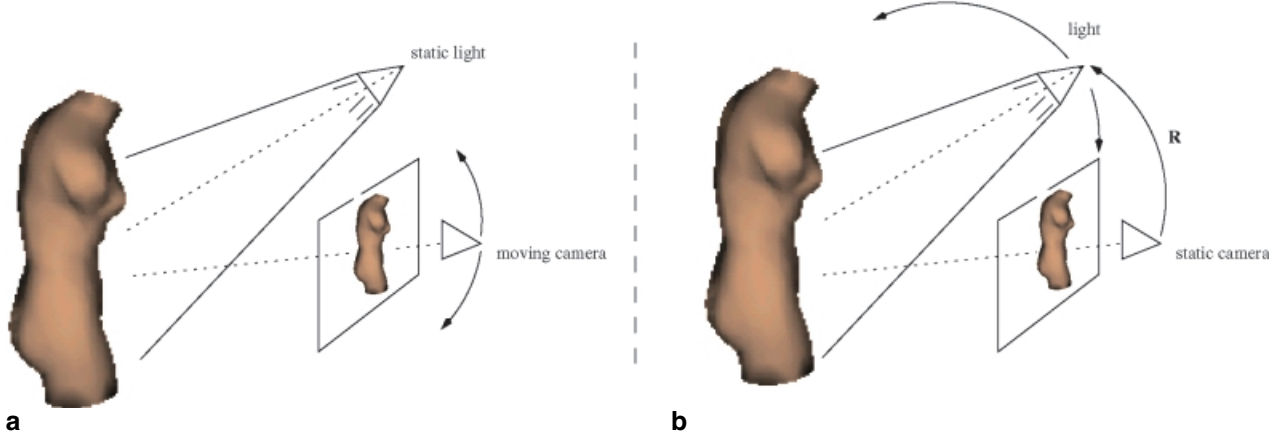 static light
moving camera
a
light
R
static camera
b